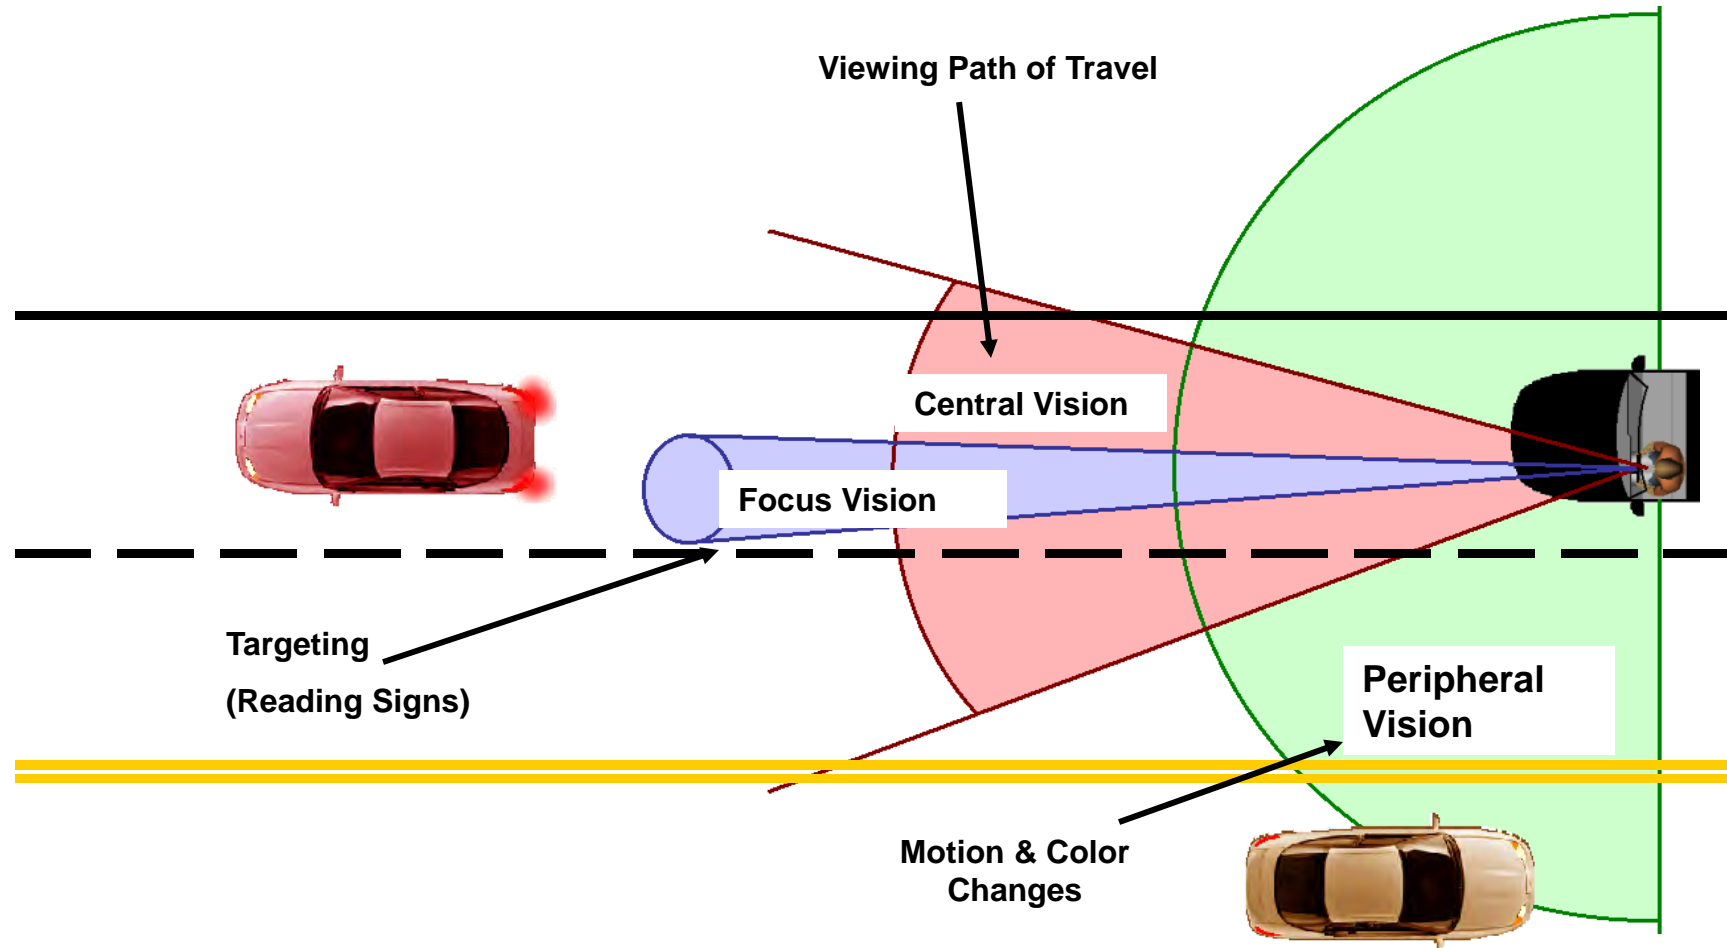 Viewing Path of Travel
Central Vision
Focus Vision
Targeting
(Reading Signs)
Peripheral
Vision
Motion & Color
Changes